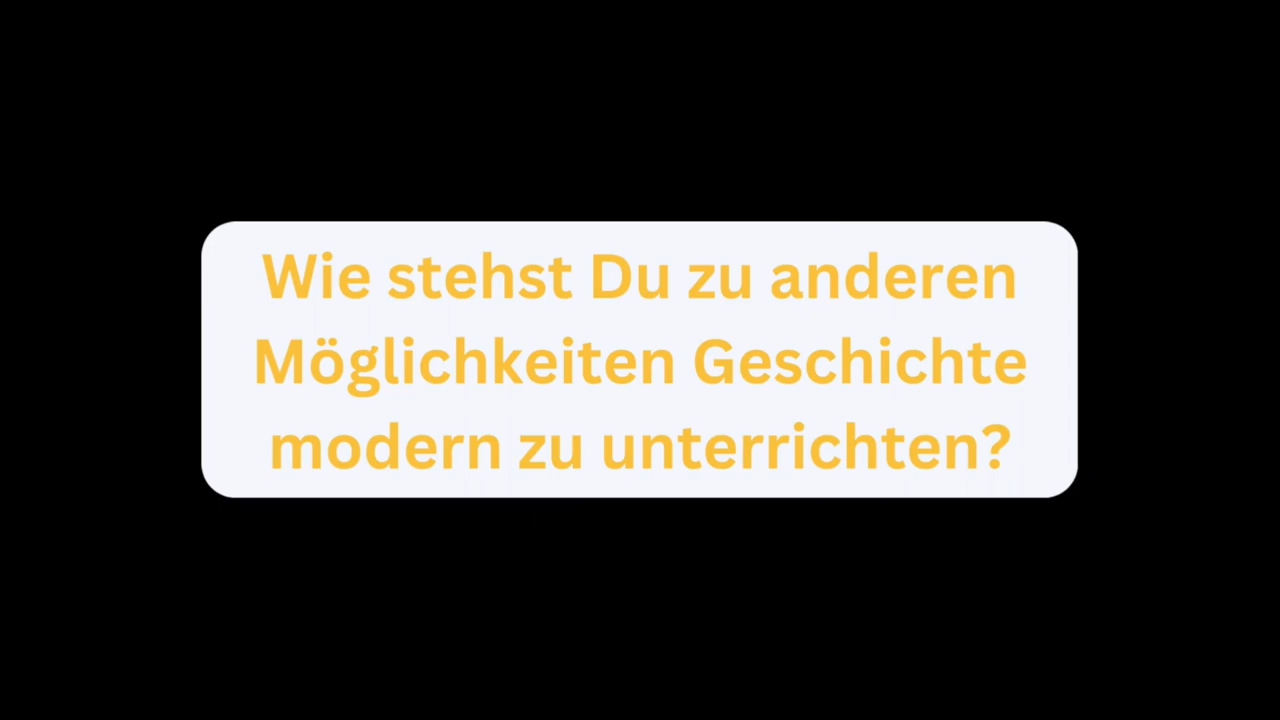 Wie stehst Du zu anderen
Möglichkeiten Geschichte
modern zu unterrichten?